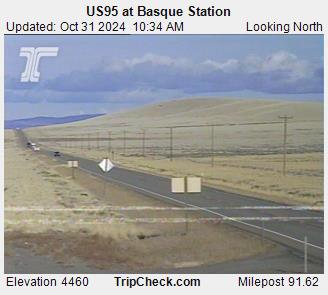 US95 at Basque Station
Updated: Oct 31 2024 10:34 AM Looking North
Elevation 4460 TripCheck.com Milepost 91.62